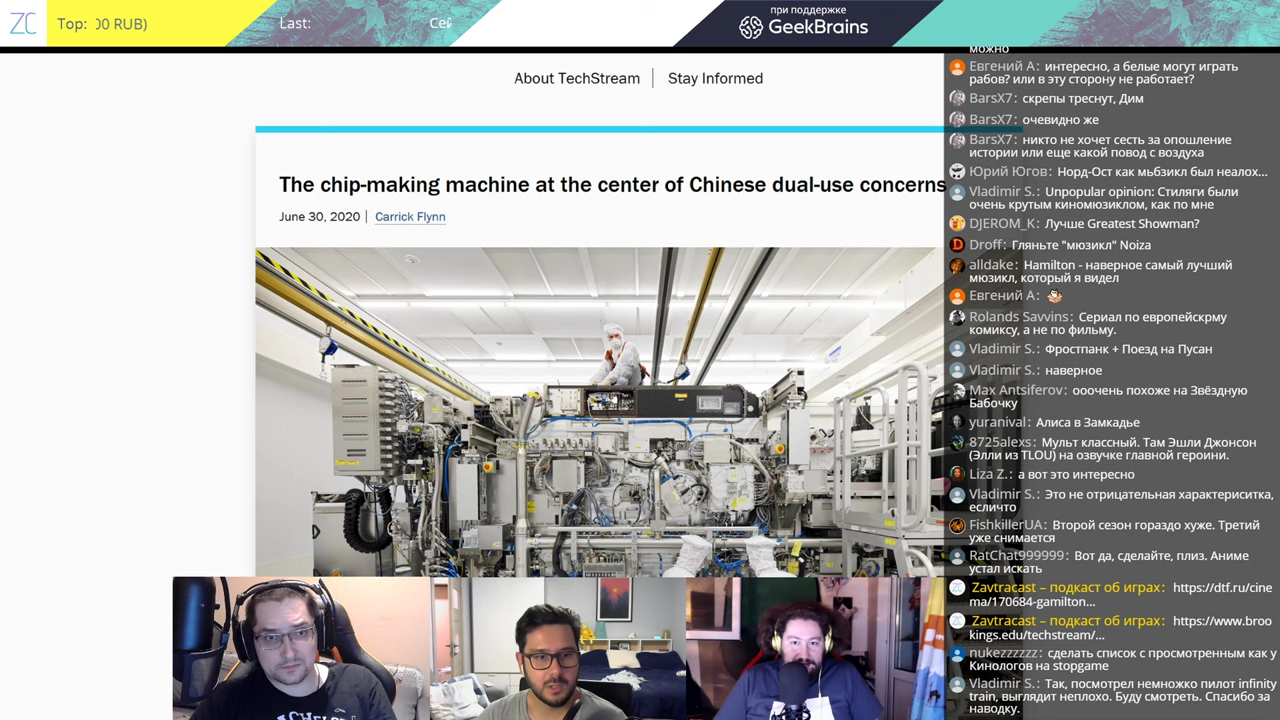 ZC
Top: 00 RUB)
Last:
при поддержке
GeekBrains
About TechStream | Stay Informed
The chip-making machine at the center of Chinese dual-use concerns
June 30, 2020 | Carrick Flynn
можно
Евгений А: интересно, а белые могут играть
рабов? или в эту сторону не работает?
BarsX7: скрепы треснут, Дим
BarsX7: очевидно же
BarsX7: никто не хочет сесть за опошление
истории или еще какой повод с воздуха
Юрий Югов: Норд-Ост как мьбзикл был неалох...
Vladimir S.: Unpopular opinion: Стиляги были
очень крутым киномюзиклом, как по мне
DJEROM_K: Лучше Greatest Showman?
Droff: Гляньте "мюзикл" Noiza
alldake: Hamilton - наверное самый лучший
мюзикл, который я видел
Евгений А:
Rolands Savvins: Сериал по европейскрму
комиксу, а не по фильму.
Vladimir S.: Фростпанк + Поезд на Пусан
Vladimir S.: наверное
Max Antsiferov: ооочень похоже на Звёздную
Бабочку
yuranival: Алиса в Замкадье
8725alexs: Мульт классный. Там Эшли Джонсон
(Элли из TLOU) на озвучке главной героини.
Liza Z.: а вот это интересно
Vladimir S.: Это не отрицательная характериситка,
есличто
FishkillerUA: Второй сезон гораздо хуже. Третий
уже снимается
RatChat999999: Вот да, сделайте, плиз. Аниме
устал искать
Zavtracast – подкаст об играх: https://dtf.ru/cine
ma/170684-gamilton...
Zavtracast – подкаст об играх: https://www.broo
kings.edu/techstream/...
nukezzzzzz: сделать список с просмотренным как у
Кинологов на stopgame
Vladimir S.: Так, посмотрел немножко пилот infinity
train, выглядит неплохо. Буду смотреть. Спасибо за
наводку.